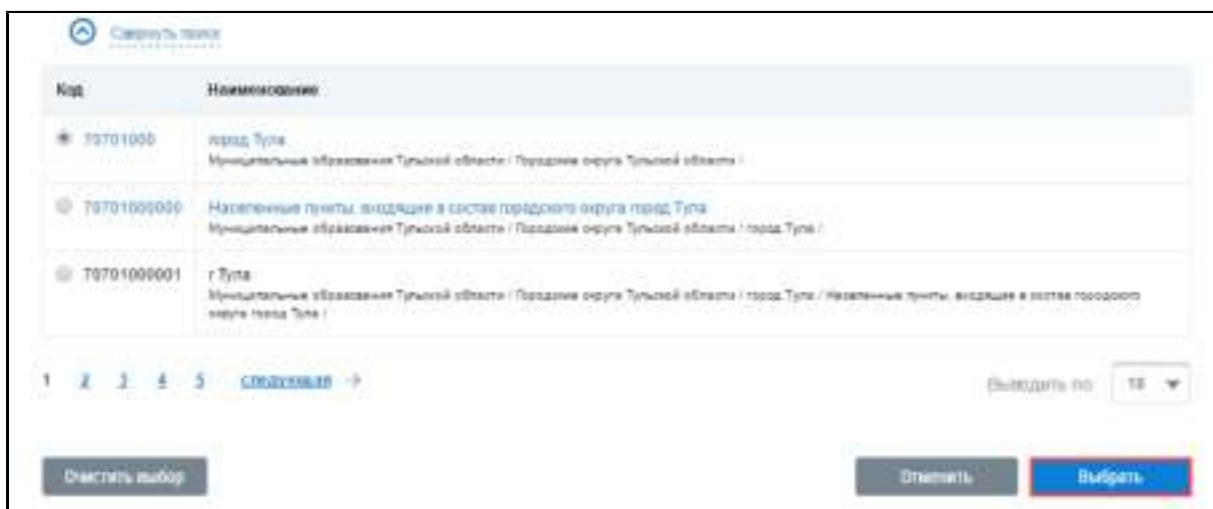 Свернуть поиск
Код Наименование
70701000 город Тула
Муниципальные образования Тульской области / Городские округа Тульской области /
70701000000 Населенные пункты, входящие в состав городского округа город Тула
Муниципальные образования Тульской области / Городские округа Тульской области / город Тула /
70701000001 г Тула
Муниципальные образования Тульской области / Городские округа Тульской области / город Тула / Населенные пункты, входящие в состав городского
округа город Тула /
1 2 3 4 5 следующая → Выводить по 10
Очистить выбор Отменить Выбрать